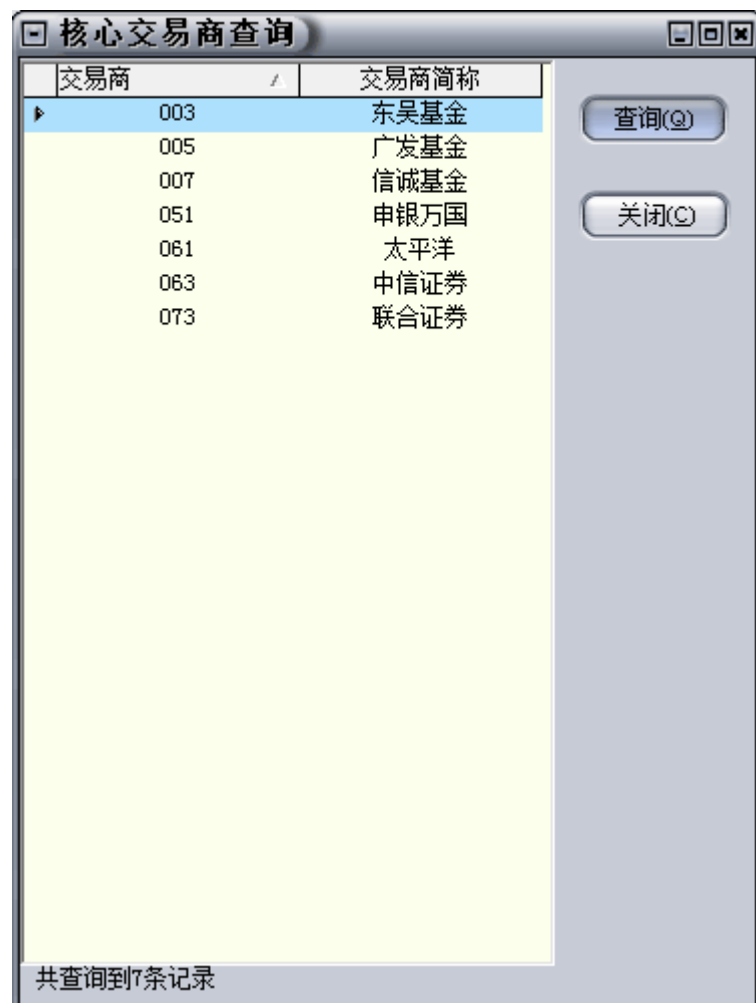 核心交易商查询
交易商 交易商简称
003 东吴基金
005 广发基金
007 信诚基金
051 申银万国
061 太平洋
063 中信证券
073 联合证券
查询(Q)
关闭(C)
共查询到7条记录